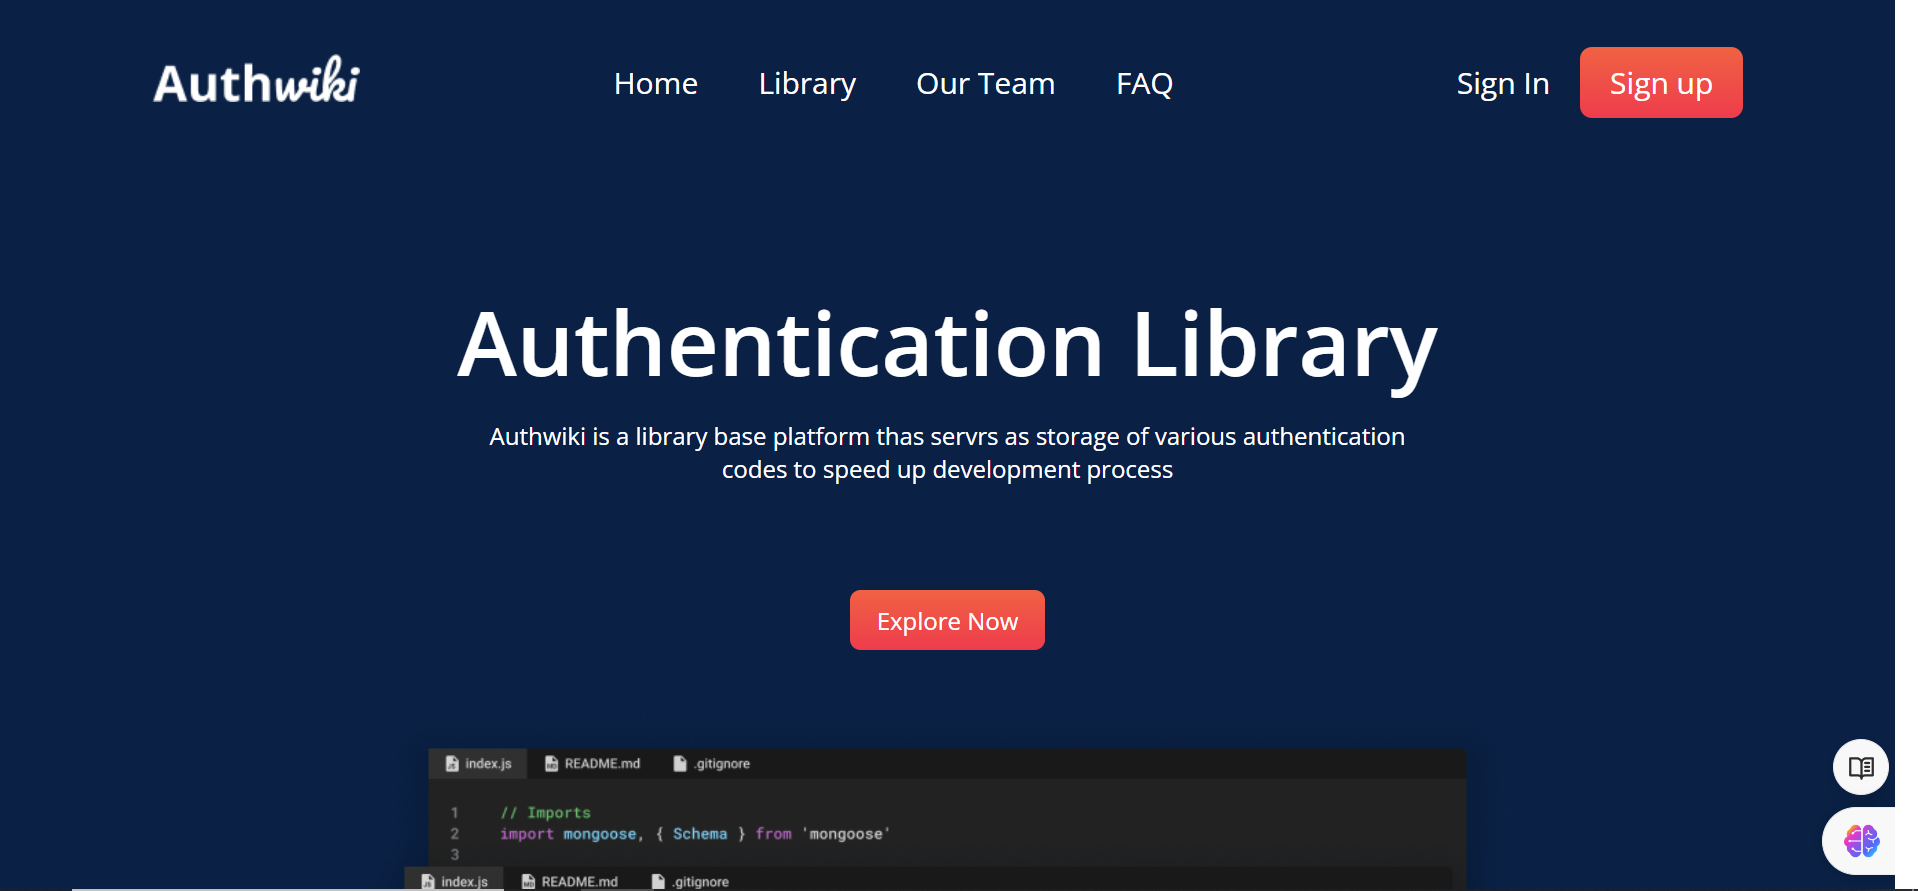 Authwiki
Home Library Our Team FAQ
Sign In Sign up
Authentication Library
Authwiki is a library base platform thas servrs as storage of various authentication
codes to speed up development process
Explore Now
index.js README.md .gitignore
1 // Imports
2 import mongoose, { Schema } from 'mongoose'
3
index.js README.md .gitignore